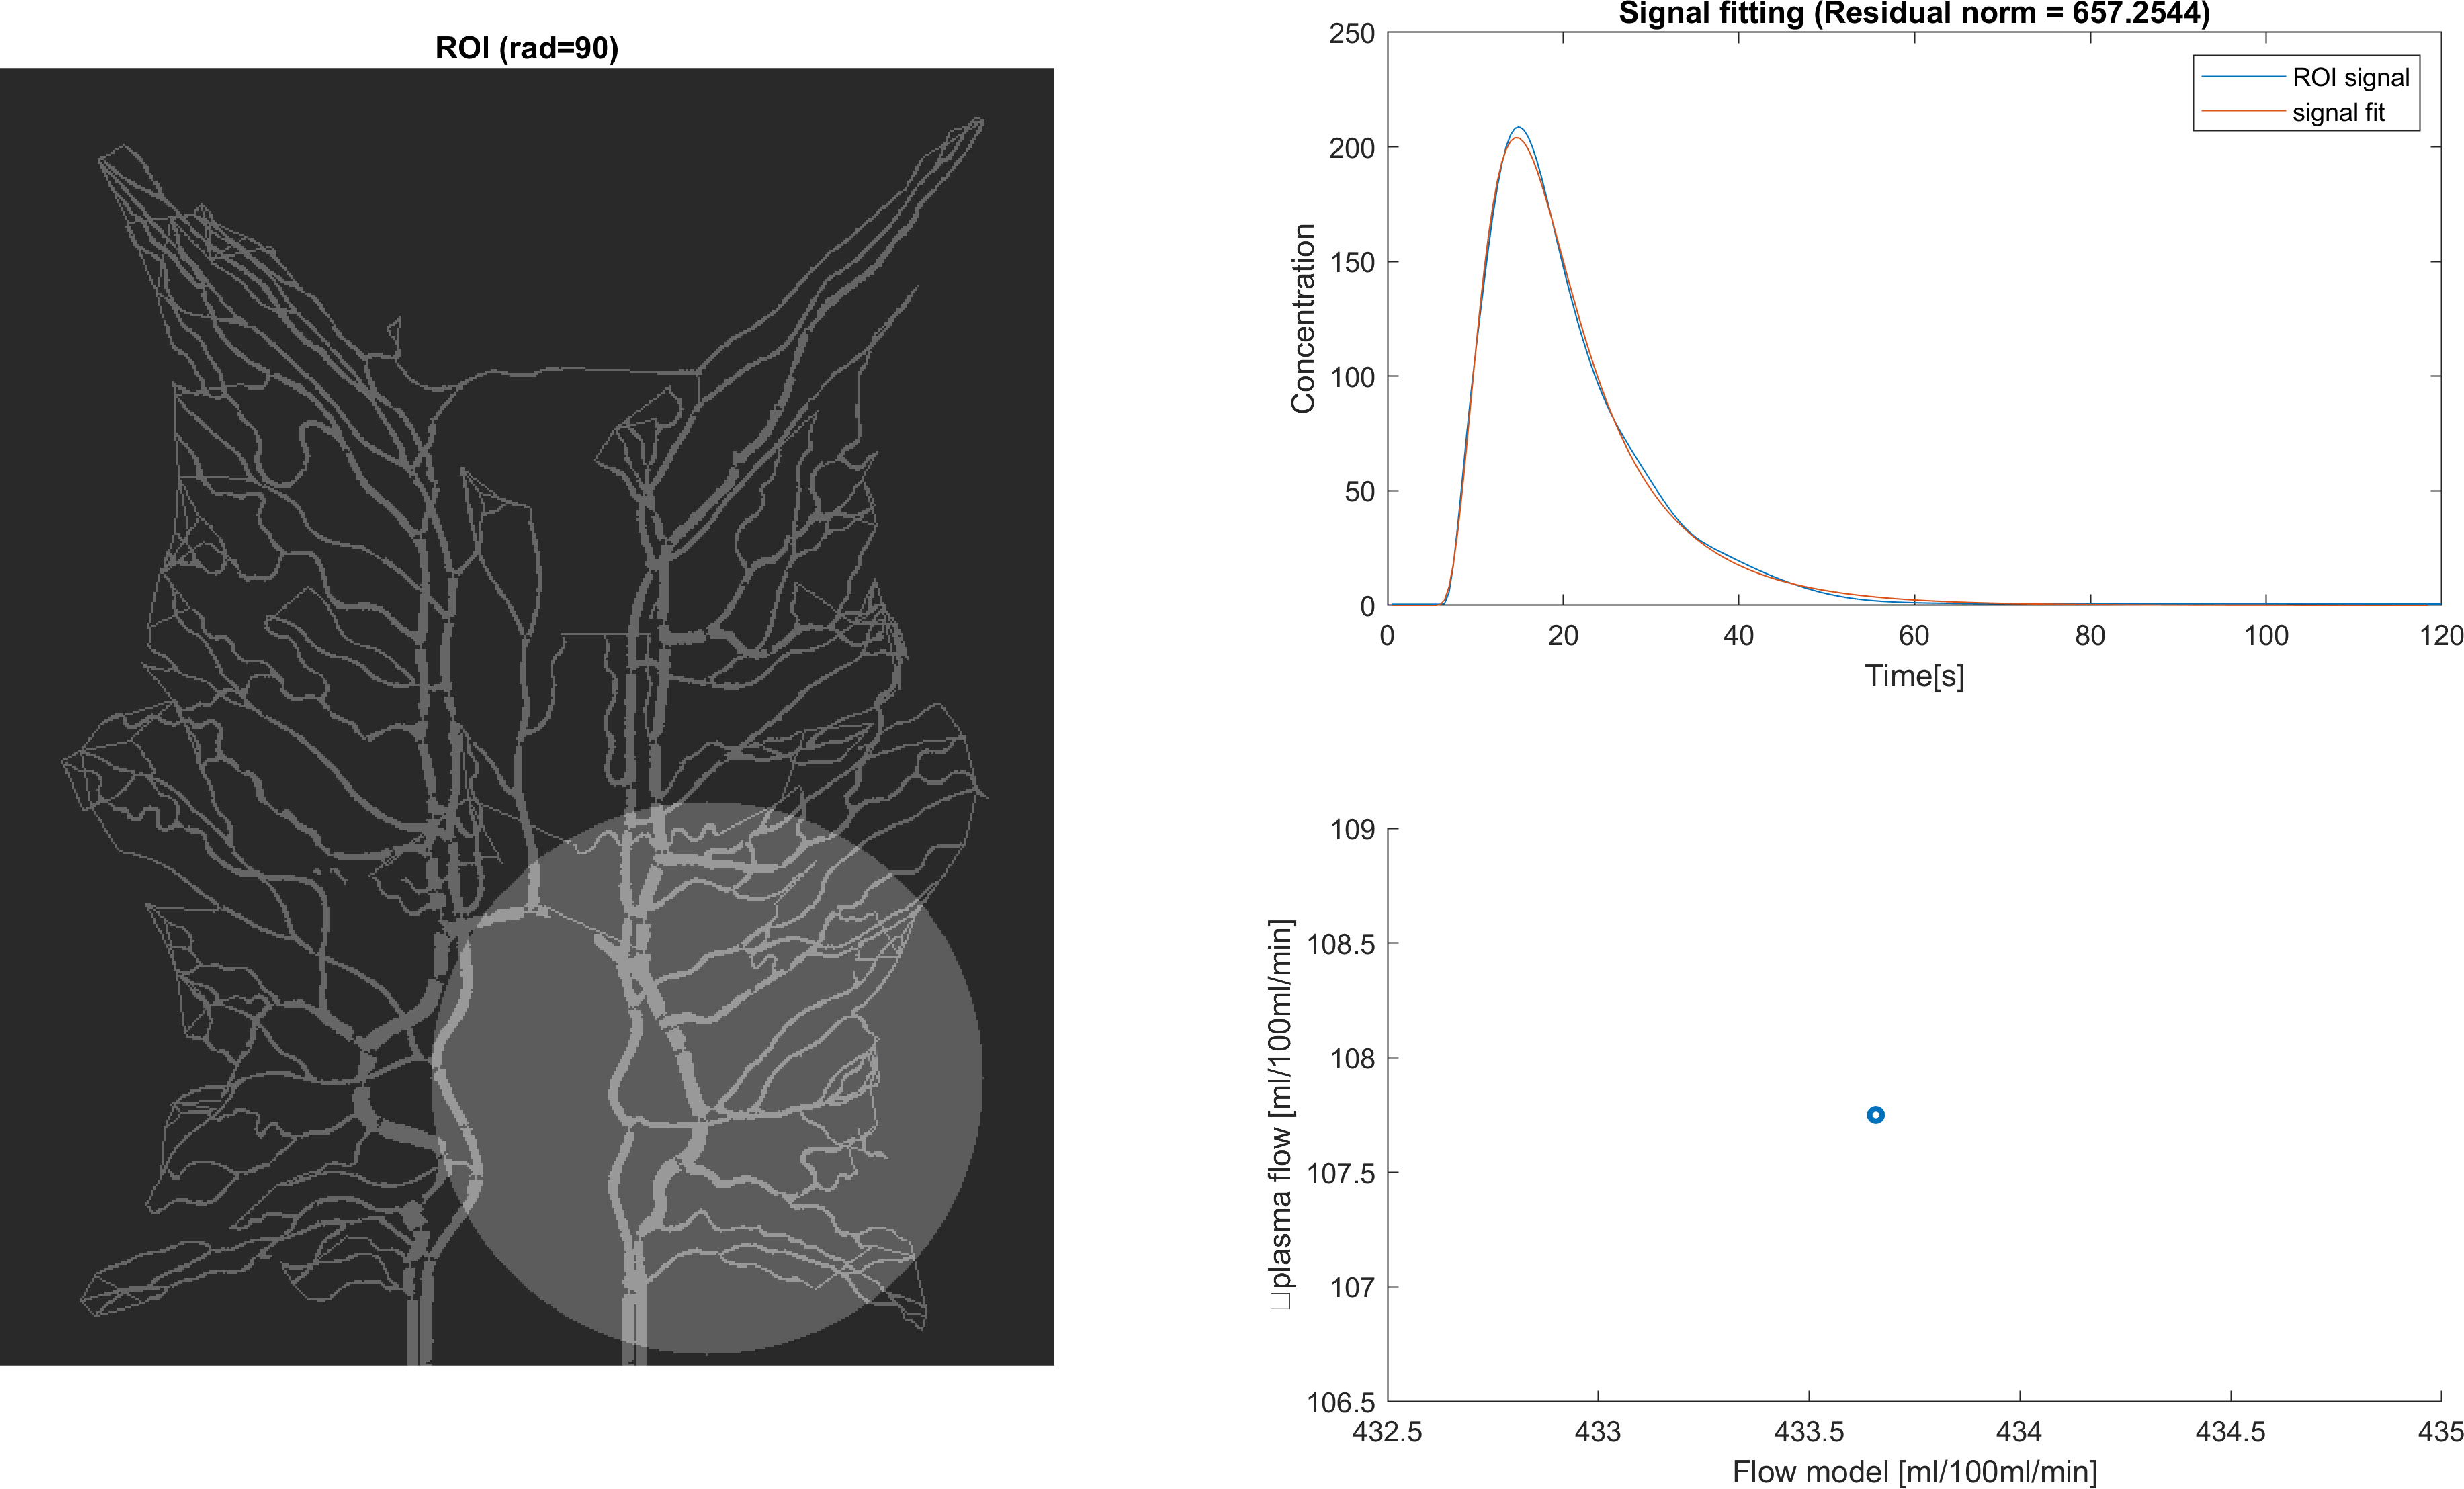 ROI (rad=90)
Signal fitting (Residual norm = 657.2544)
250
200
150
100
50
0
Concentration
ROI signal
signal fit
0 20 40 60 80 100 120
Time[s]
109
108.5
108
107.5
107
106.5
□plasma flow [ml/100ml/min]
432.5 433 433.5 434 434.5 435
Flow model [ml/100ml/min]